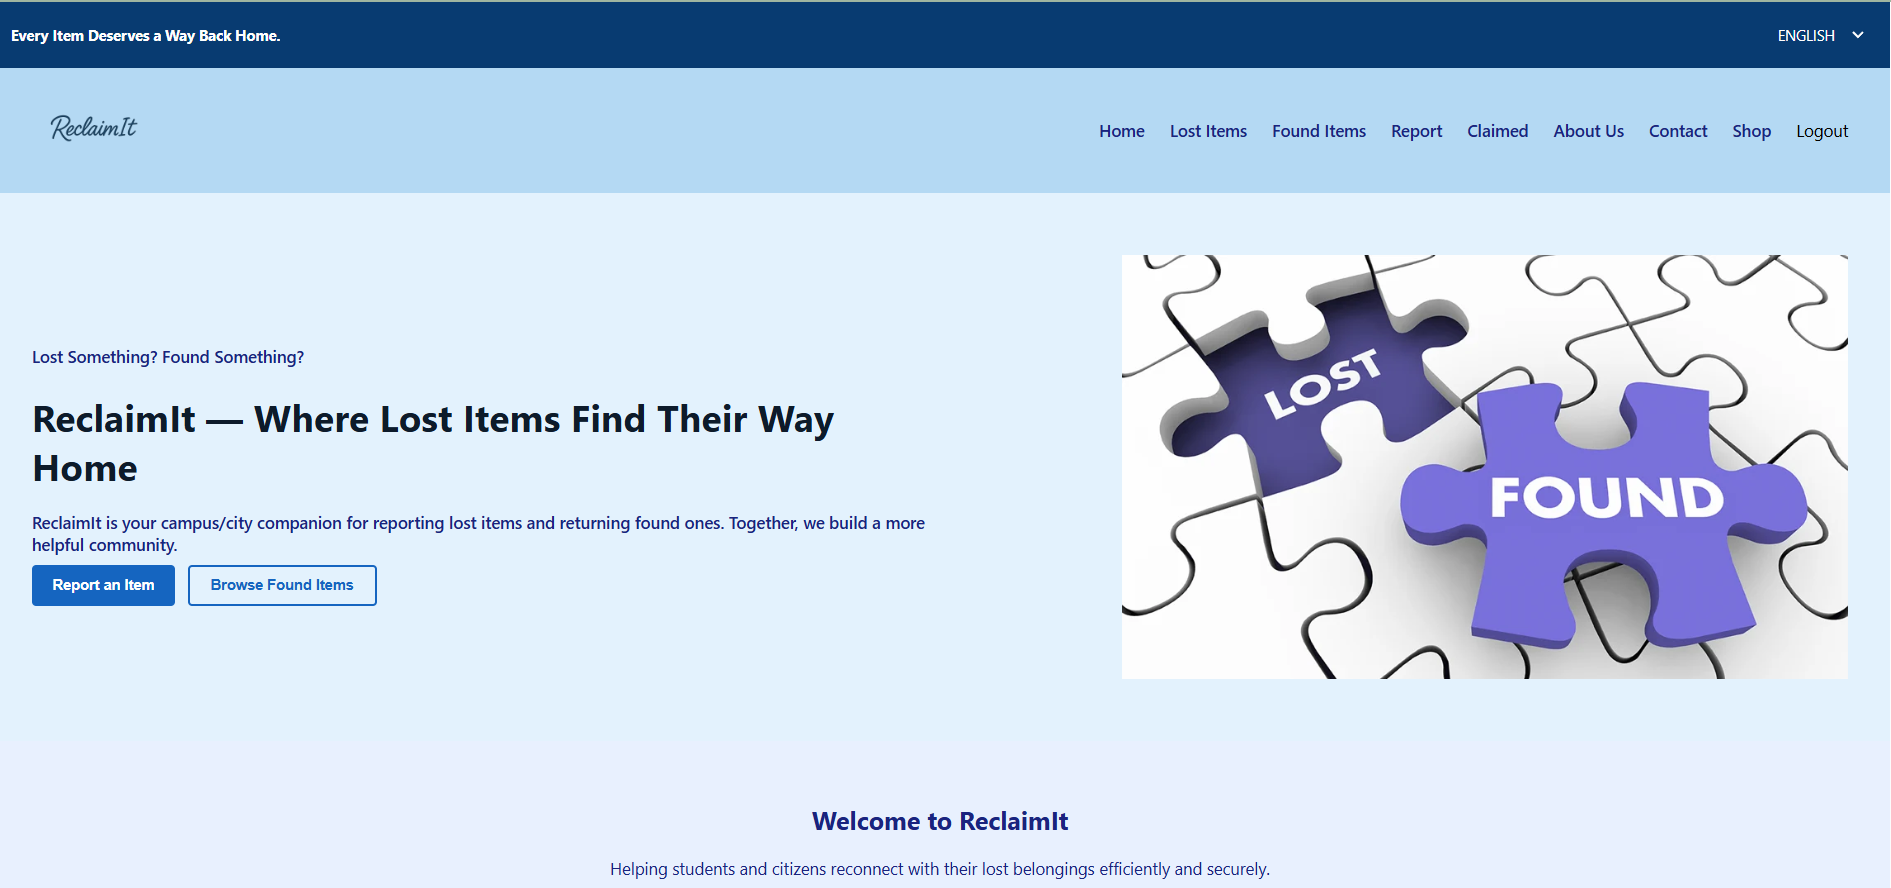 Every Item Deserves a Way Back Home.
ENGLISH
ReclaimIt
Home Lost Items Found Items Report Claimed About Us Contact Shop Logout
Lost Something? Found Something?
ReclaimIt — Where Lost Items Find Their Way
Home
ReclaimIt is your campus/city companion for reporting lost items and returning found ones. Together, we build a more
helpful community.
Report an Item Browse Found Items
LOST
FOUND
Welcome to ReclaimIt
Helping students and citizens reconnect with their lost belongings efficiently and securely.